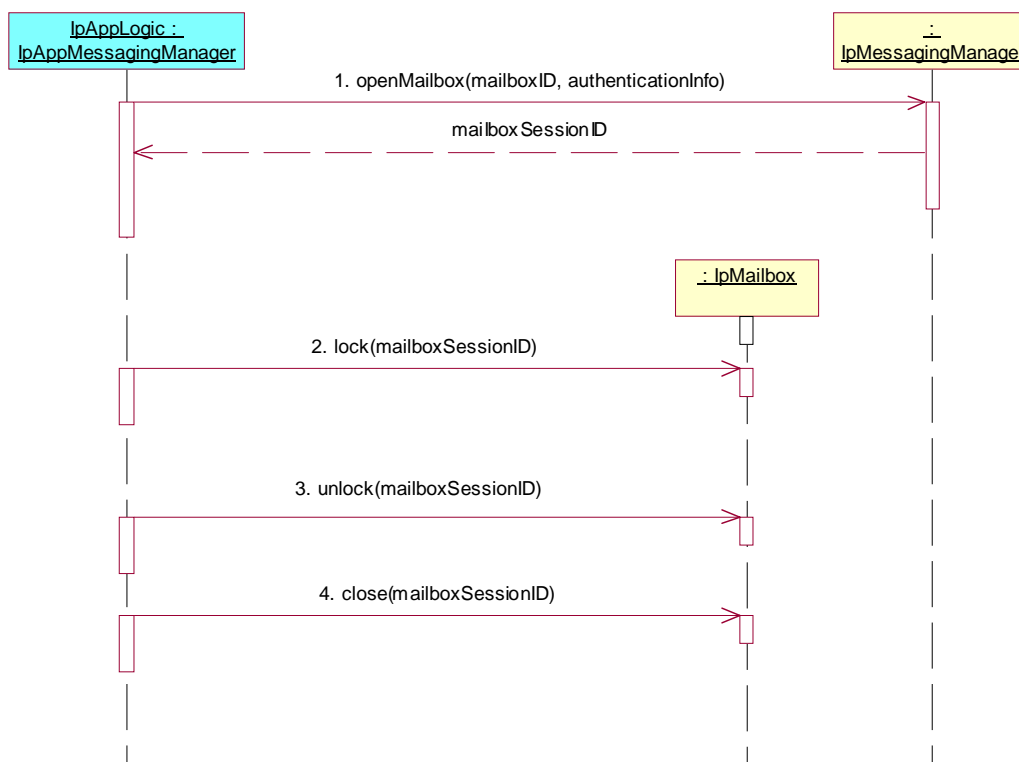 IpAppLogic :
IpAppMessagingManager
:
IpMessagingManage
1. openMailbox(mailboxID, authenticationInfo)
mailboxSessionID
: IpMailbox
2. lock(mailboxSessionID)
3. unlock(mailboxSessionID)
4. close(mailboxSessionID)